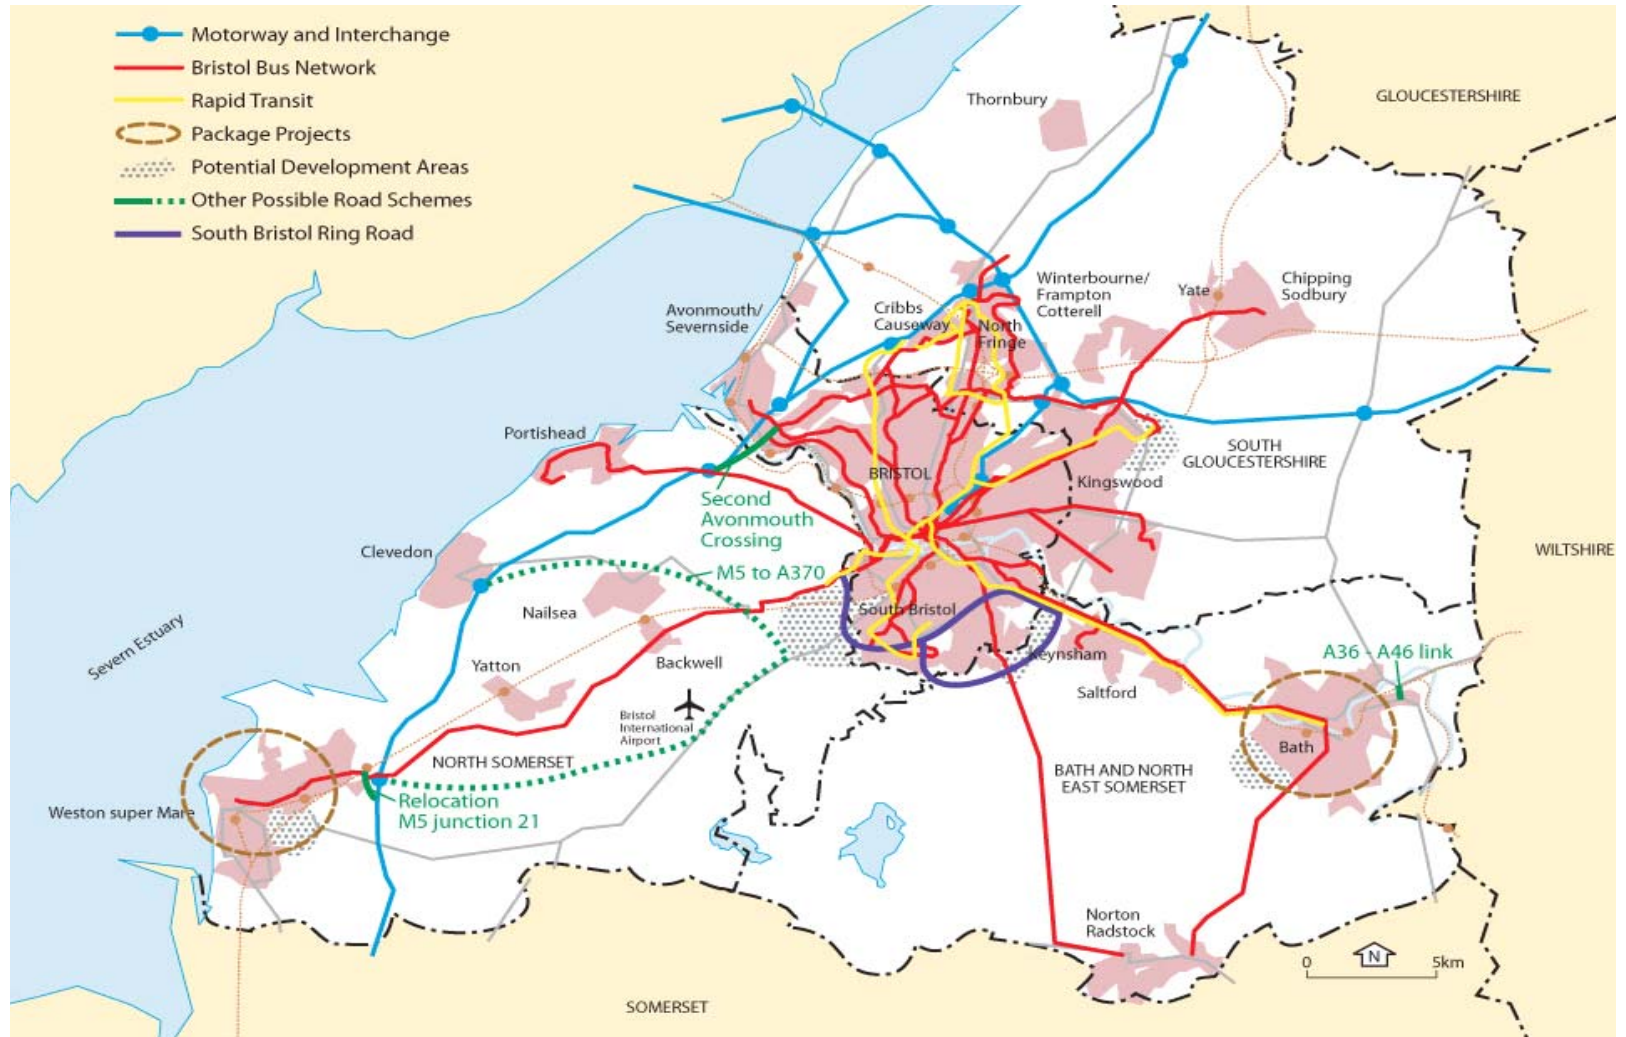 Motorway and Interchange
Bristol Bus Network
Rapid Transit
Package Projects
Potential Development Areas
Other Possible Road Schemes
South Bristol Ring Road
GLOUCESTERSHIRE
Thornbury
Winterbourne/
Frampton
Cotterell
Yate
Chipping
Sodbury
Avonmouth/
Severnside
Cribbs
Causeway
North
Fringe
Portishead
BRISTOL
SOUTH
GLOUCESTERSHIRE
Kingswood
Second
Avonmouth
Crossing
Clevedon
WILTSHIRE
M5 to A370
Nailsea
South Bristol
Severn Estuary
Yatton
Backwell
Keynsham
A36 - A46 link
Saltford
Bristol
International
Airport
Bath
NORTH SOMERSET
BATH AND NORTH
EAST SOMERSET
Weston super Mare
Relocation
M5 junction 21
Norton
Radstock
N
0 5km
SOMERSET